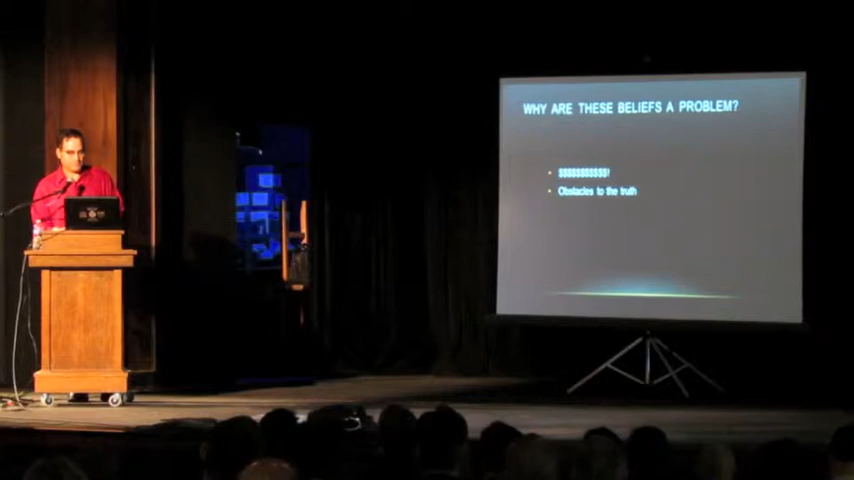 WHY ARE THESE BELIEFS A PROBLEM?
$$$$$$$$$$$!
Obstacles to the truth